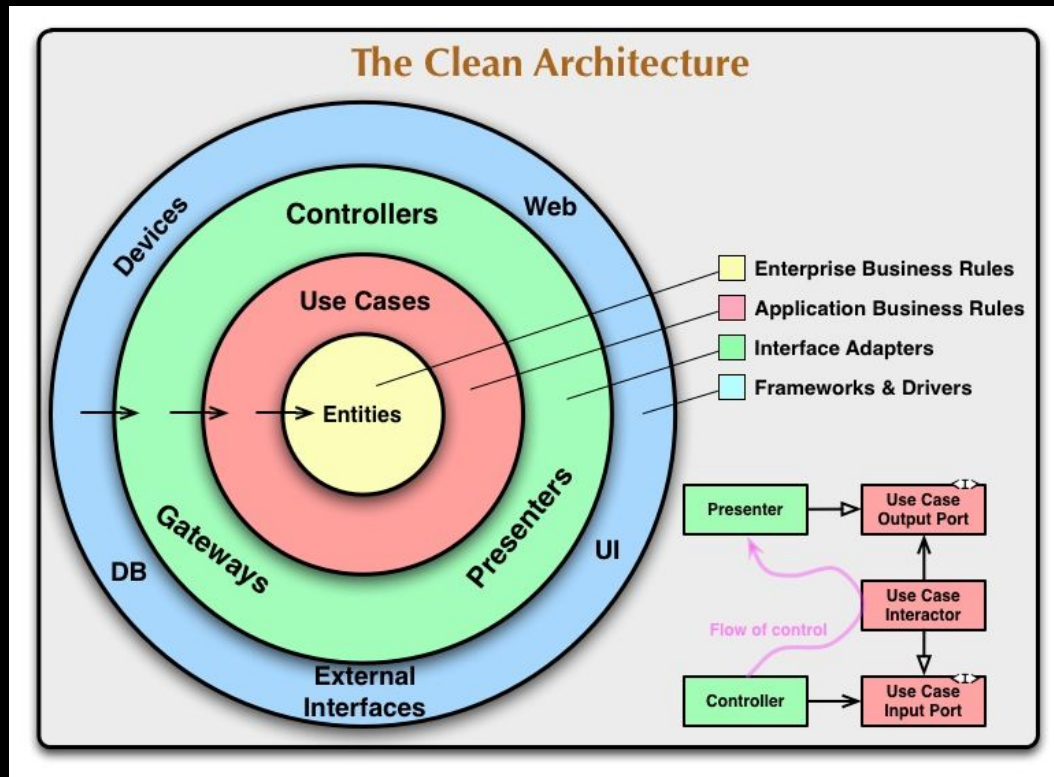 The Clean Architecture
Devices
Controllers
Web
Use Cases
Entities
Gateways
Presenters
DB
UI
External
Interfaces
Enterprise Business Rules
Application Business Rules
Interface Adapters
Frameworks & Drivers
Presenter
<I>
Use Case
Output Port
Use Case
Interactor
Flow of control
Controller
<I>
Use Case
Input Port